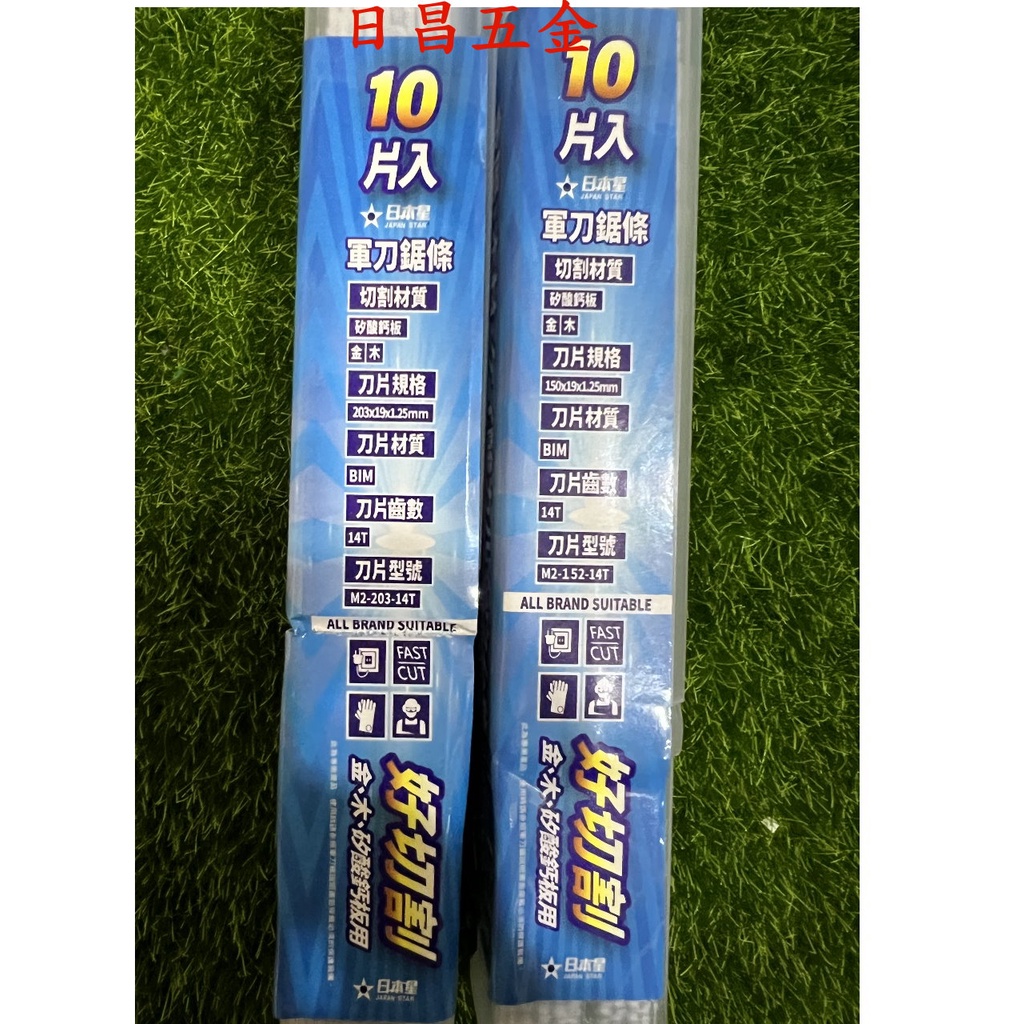 日昌五金
10
片入
日本星
JAPAN STAR
軍刀鋸條
切割材質
矽酸鈣板
金 木
刀片規格
203x19x1.25mm
刀片材質
BIM
刀片齒數
14T
刀片型號
M2-203-14T
ALL BRAND SUITABLE
FAST
CUT
好切割
金、木、矽酸鈣板用
日本星
JAPAN STAR
10
片入
日本星
JAPAN STAR
軍刀鋸條
切割材質
矽酸鈣板
金 木
刀片規格
150x19x1.25mm
刀片材質
BIM
刀片齒數
14T
刀片型號
M2-152-14T
ALL BRAND SUITABLE
FAST
CUT
好切割
金、木、矽酸鈣板用
日本星
JAPAN STAR